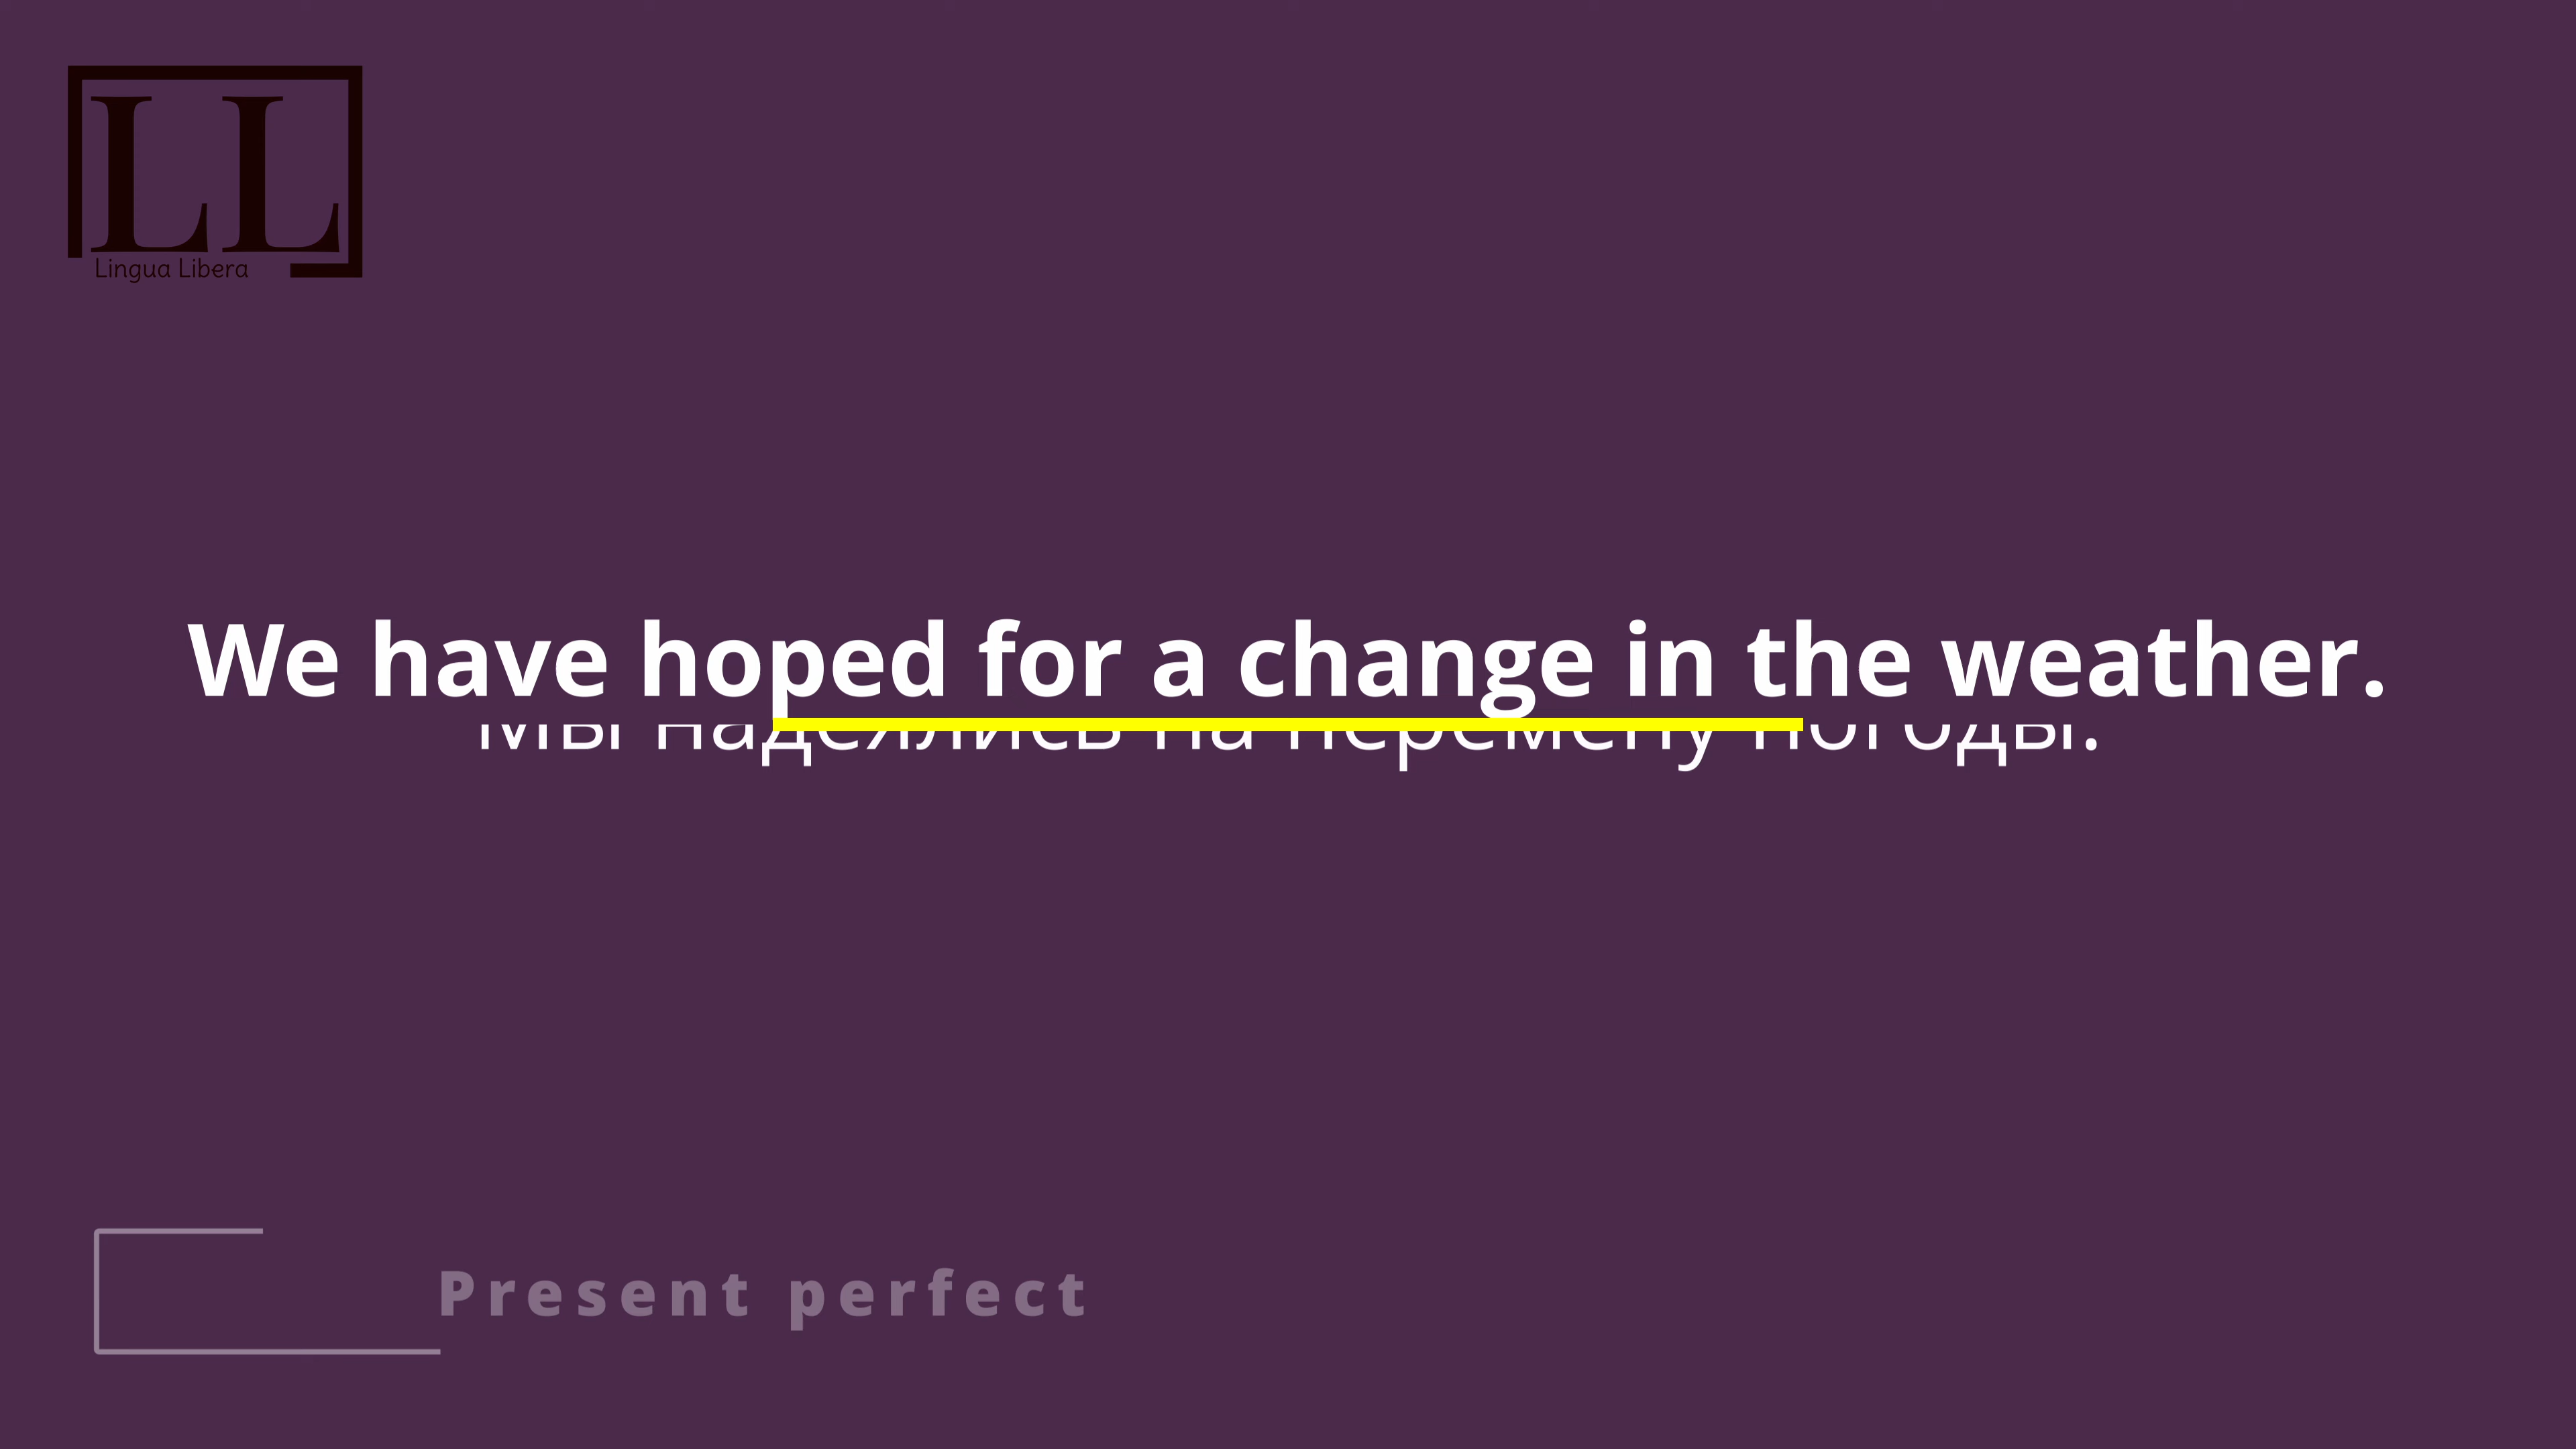 LL
Lingua Libera
We have hoped for a change in the weather.
Мы надеялись на перемену погоды.
Present perfect